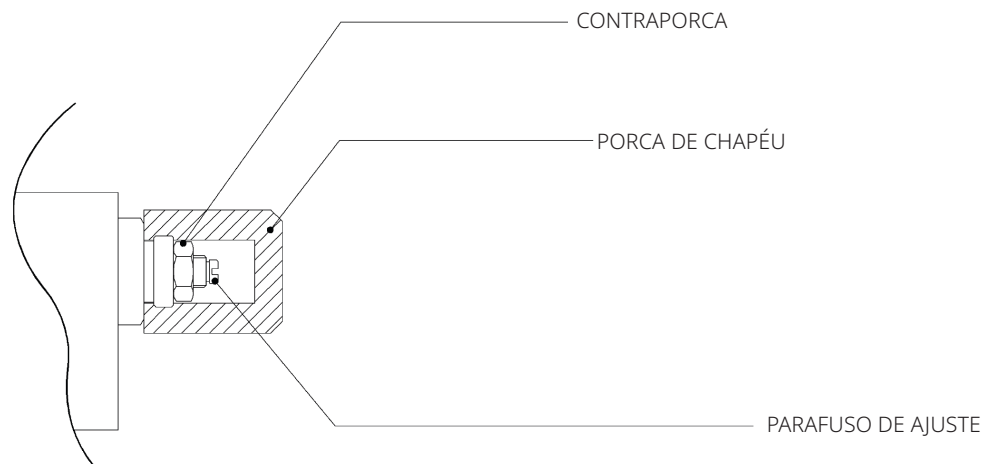 CONTRAPORCA
PORCA DE CHAPÉU
PARAFUSO DE AJUSTE